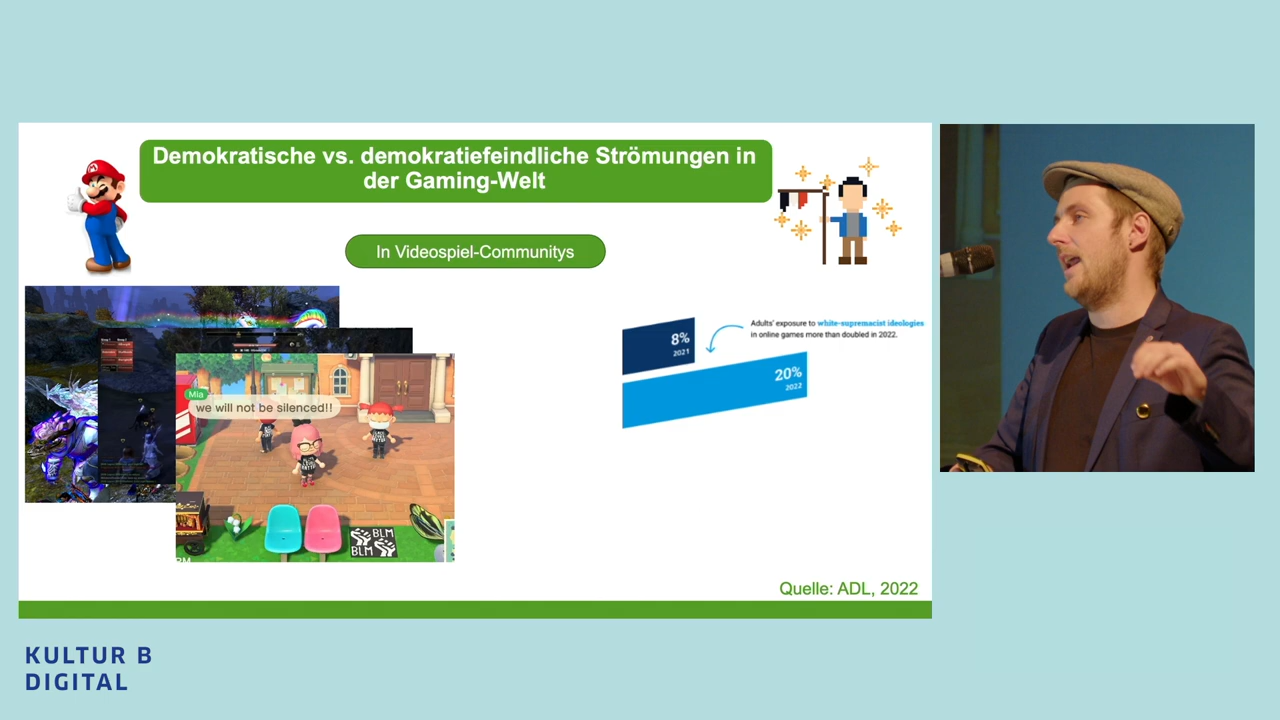 Demokratische vs. demokratiefeindliche Strömungen in
der Gaming-Welt
In Videospiel-Communitys
Mia
we will not be silenced!!
BLM
BLM
8%
2021
Adults' exposure to white-supremacist ideologies
in online games more than doubled in 2022.
20%
2022
Quelle: ADL, 2022
KULTUR B
DIGITAL